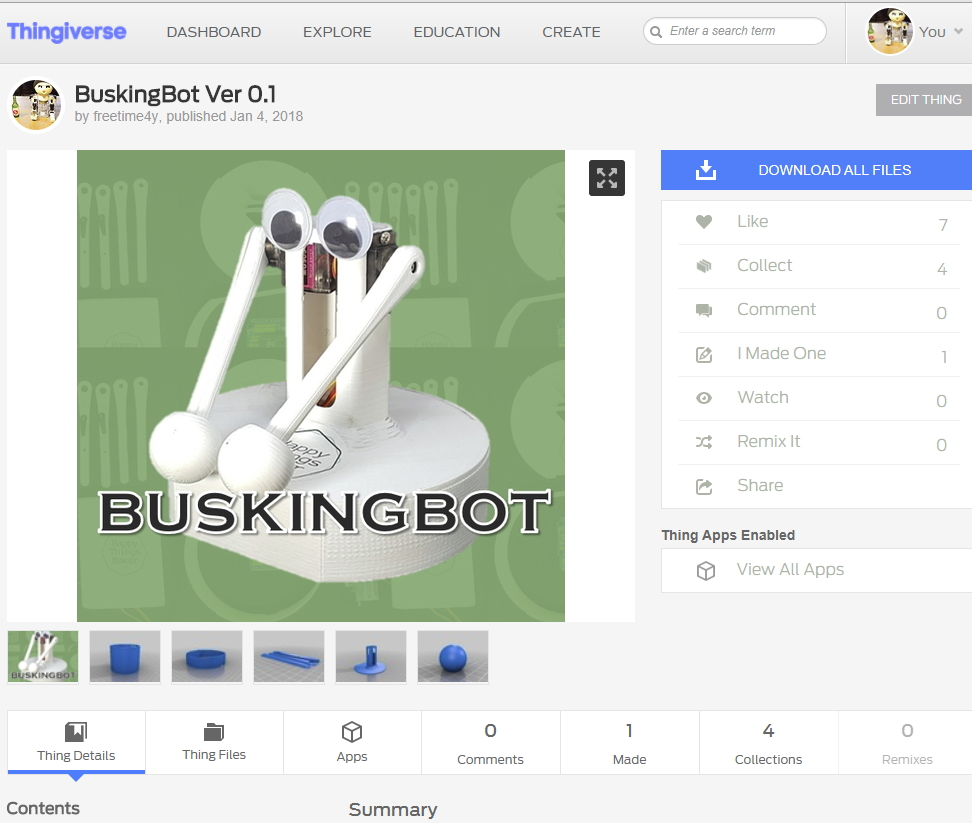 Thingiverse
DASHBOARD
EXPLORE
EDUCATION
CREATE
Enter a search term
You
BuskingBot Ver 0.1
by freetime4y, published Jan 4, 2018
EDIT THING
DOWNLOAD ALL FILES
BUSKINGBOT
Like 7
Collect 4
Comment 0
I Made One 1
Watch 0
Remix It 0
Share
Thing Apps Enabled
View All Apps
BUSKINGBOT
Thing Details
Thing Files
Apps
0
Comments
1
Made
4
Collections
0
Remixes
Contents
Summary